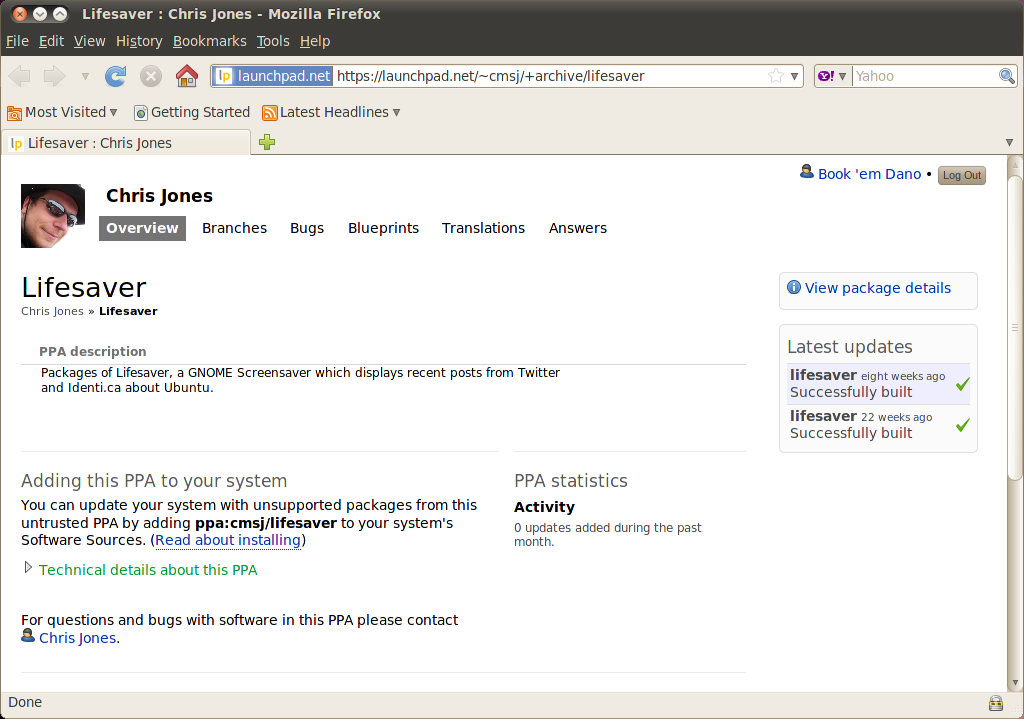 Lifesaver : Chris Jones - Mozilla Firefox
File Edit View History Bookmarks Tools Help
lp launchpad.net https://launchpad.net/~cmsj/+archive/lifesaver
Y! Yahoo
Most Visited Getting Started Latest Headlines
lp Lifesaver : Chris Jones
Book 'em Dano • Log Out
Chris Jones
Overview Branches Bugs Blueprints Translations Answers
Lifesaver
Chris Jones » Lifesaver
PPA description
Packages of Lifesaver, a GNOME Screensaver which displays recent posts from Twitter
and Identi.ca about Ubuntu.
View package details
Latest updates
lifesaver eight weeks ago
Successfully built
lifesaver 22 weeks ago
Successfully built
Adding this PPA to your system
You can update your system with unsupported packages from this
untrusted PPA by adding ppa:cmsj/lifesaver to your system's
Software Sources. (Read about installing)
Technical details about this PPA
PPA statistics
Activity
0 updates added during the past
month.
For questions and bugs with software in this PPA please contact
Chris Jones.
Done